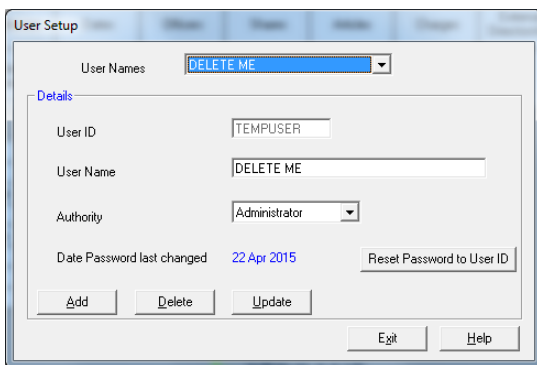 User Setup
User Names DELETE ME
Details
User ID TEMPUSER
User Name DELETE ME
Authority Administrator
Date Password last changed 22 Apr 2015 Reset Password to User ID
Add Delete Update
Exit Help